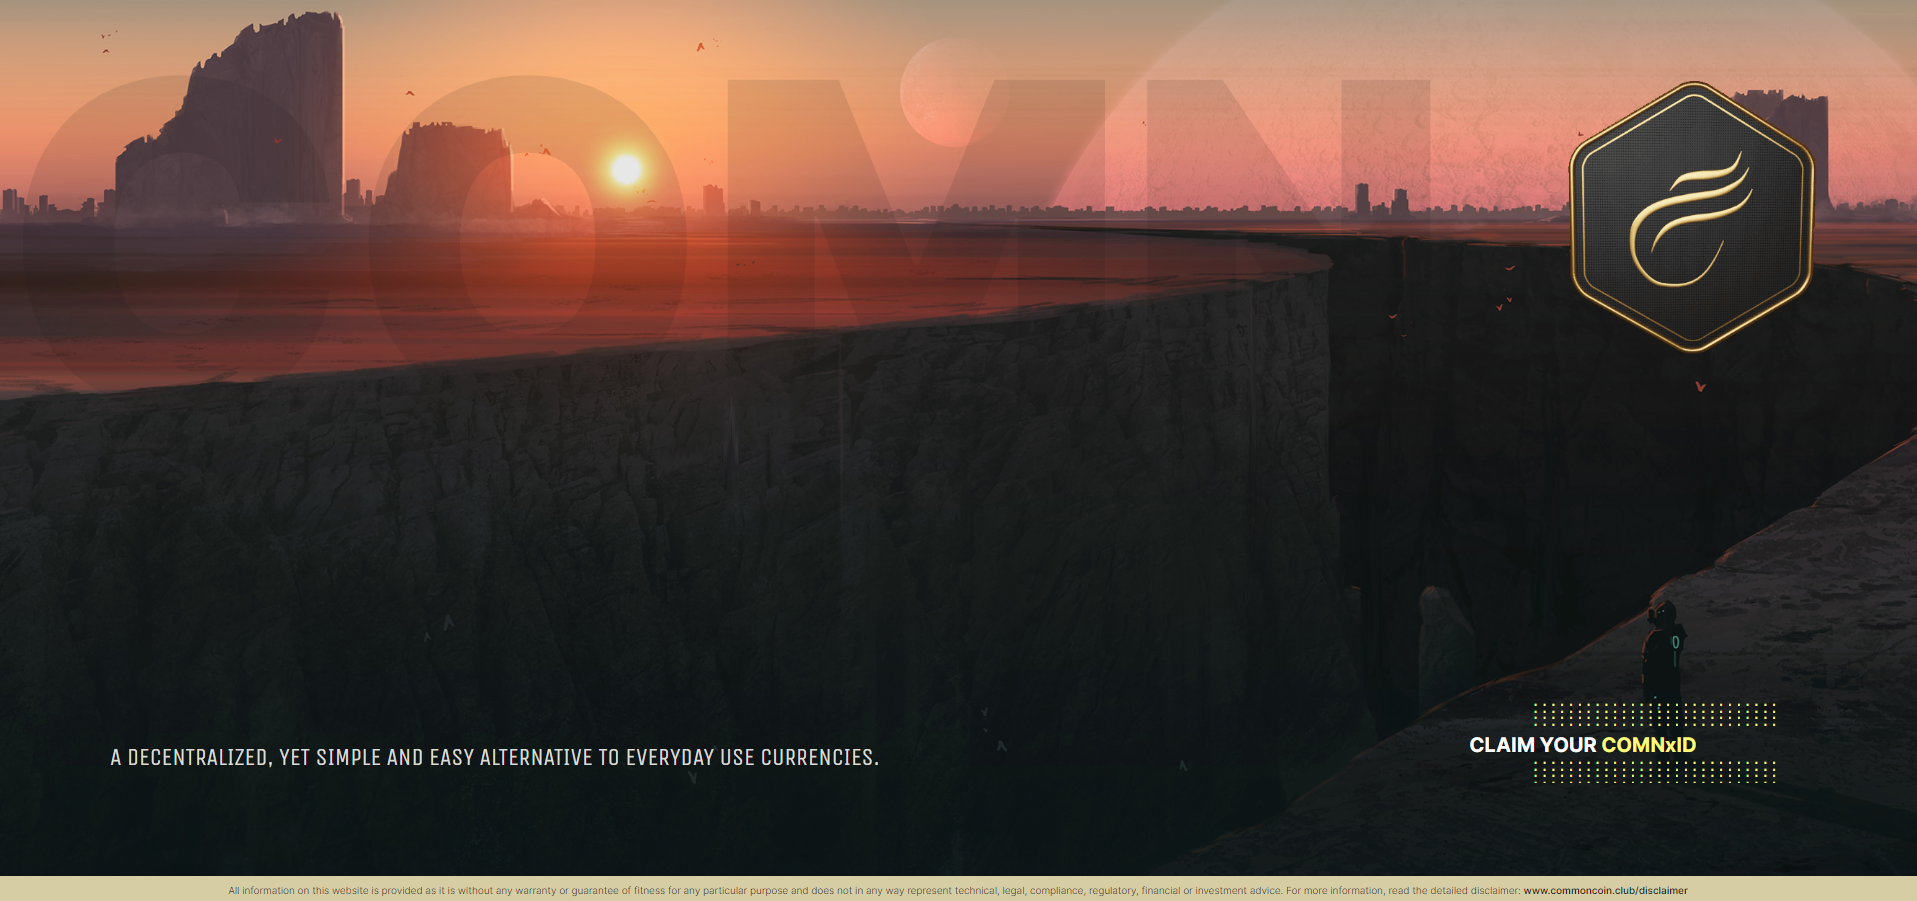 COMN
A DECENTRALIZED, YET SIMPLE AND EASY ALTERNATIVE TO EVERYDAY USE CURRENCIES.
CLAIM YOUR COMNxID
All information on this website is provided as it is without any warranty or guarantee of fitness for any particular purpose and does not in any way represent technical, legal, compliance, regulatory, financial or investment advice. For more information, read the detailed disclaimer: www.commoncoin.club/disclaimer